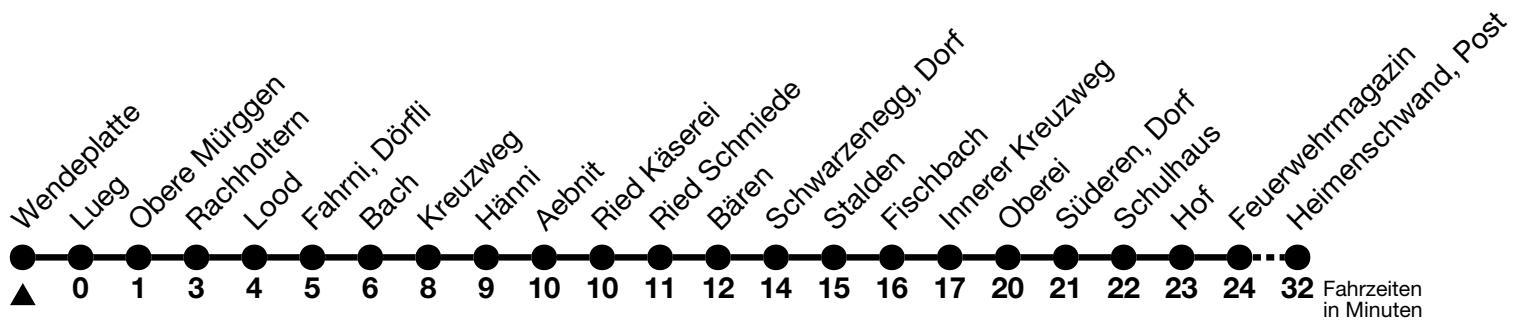 Wendeplatte
Lueg
Obere Mürggen
Rachholtern
Lood
Fahrni, Dörfli
Bach
Kreuzweg
Hänni
Aebnit
Ried Käserei
Ried Schmiede
Bären
Schwarzenegg, Dorf
Stalden
Fischbach
Innerer Kreuzweg
Oberei
Süderen, Dorf
Schulhaus
Hof
Feuerwehrmagazin
Heimenschwand, Post
0 1 3 4 5 6 8 9 10 10 11 12 14 15 16 17 20 21 22 23 24 32 Fahrzeiten
in Minuten